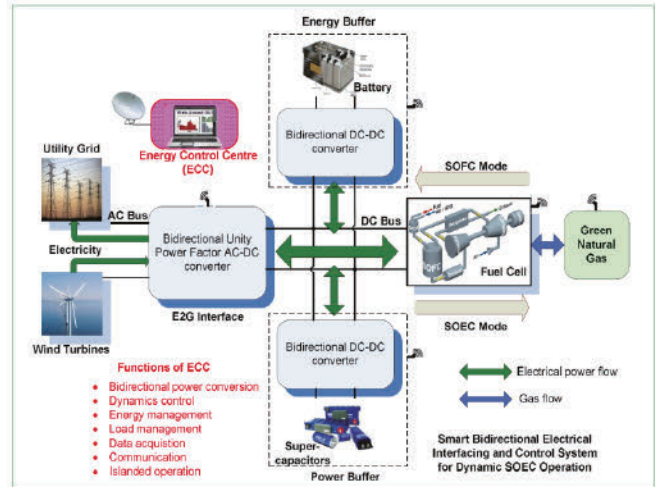 Energy Buffer
Battery
Bidirectional DC-DC
converter
Energy Control Centre
(ECC)
Utility Grid
SOFC Mode
AC Bus
DC Bus
Electricity
Bidirectional Unity
Power Factor AC-DC
converter
Green
Natural
Gas
Fuel Cell
E2G Interface
SOEC Mode
Wind Turbines
Bidirectional DC-DC
converter
Functions of ECC
• Bidirectional power conversion
• Dynamics control
• Energy management
• Load management
• Data acquistion
• Communication
• Islanded operation
Electrical power flow
Gas flow
Super-
capacitors
Power Buffer
Smart Bidirectional Electrical
Interfacing and Control System
for Dynamic SOEC Operation